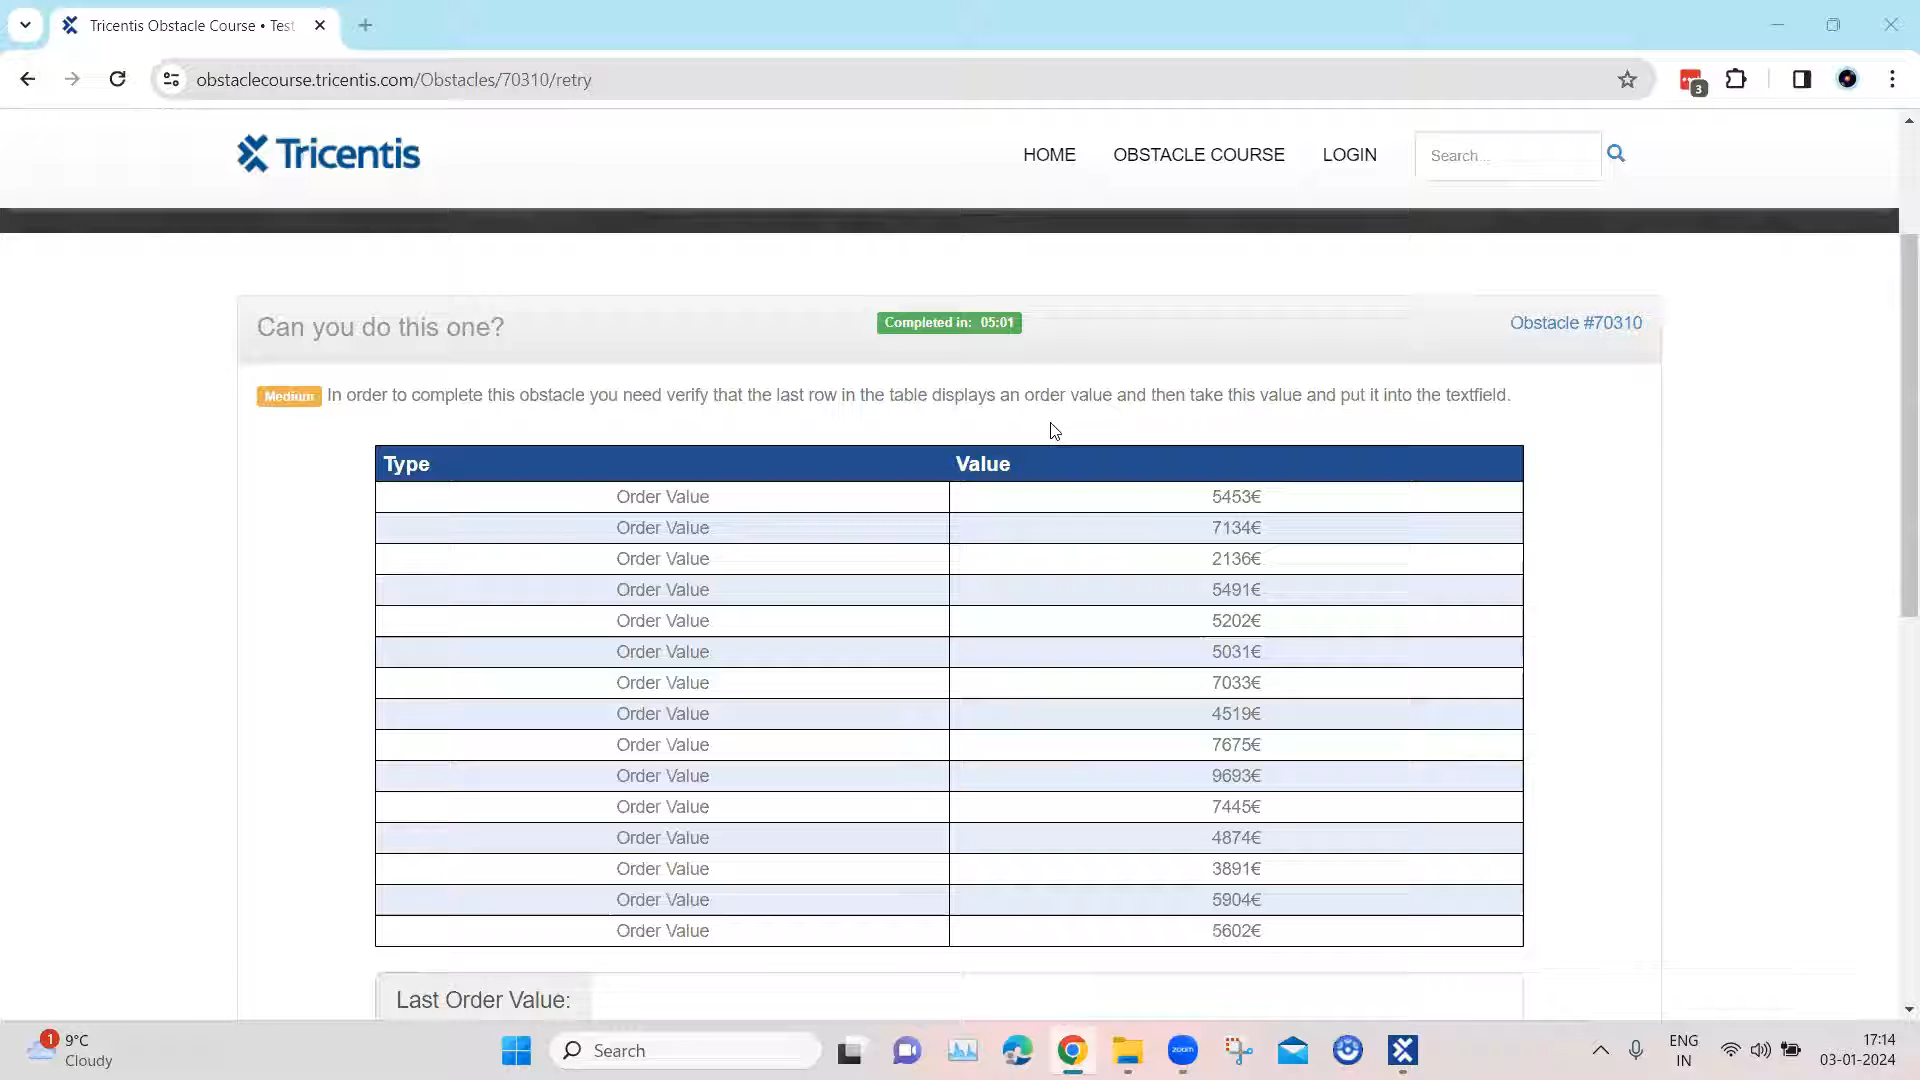 Tricentis Obstacle Course • Test
obstaclecourse.tricentis.com/Obstacles/70310/retry
3
Tricentis
HOME OBSTACLE COURSE LOGIN Search...
Can you do this one? Completed in: 05:01 Obstacle #70310
Medium In order to complete this obstacle you need verify that the last row in the table displays an order value and then take this value and put it into the textfield.
Type Value
Order Value 5453€
Order Value 7134€
Order Value 2136€
Order Value 5491€
Order Value 5202€
Order Value 5031€
Order Value 7033€
Order Value 4519€
Order Value 7675€
Order Value 9693€
Order Value 7445€
Order Value 4874€
Order Value 3891€
Order Value 5904€
Order Value 5602€
Last Order Value:
1 9°C Search zoom ENG 17:14
Cloudy IN 03-01-2024